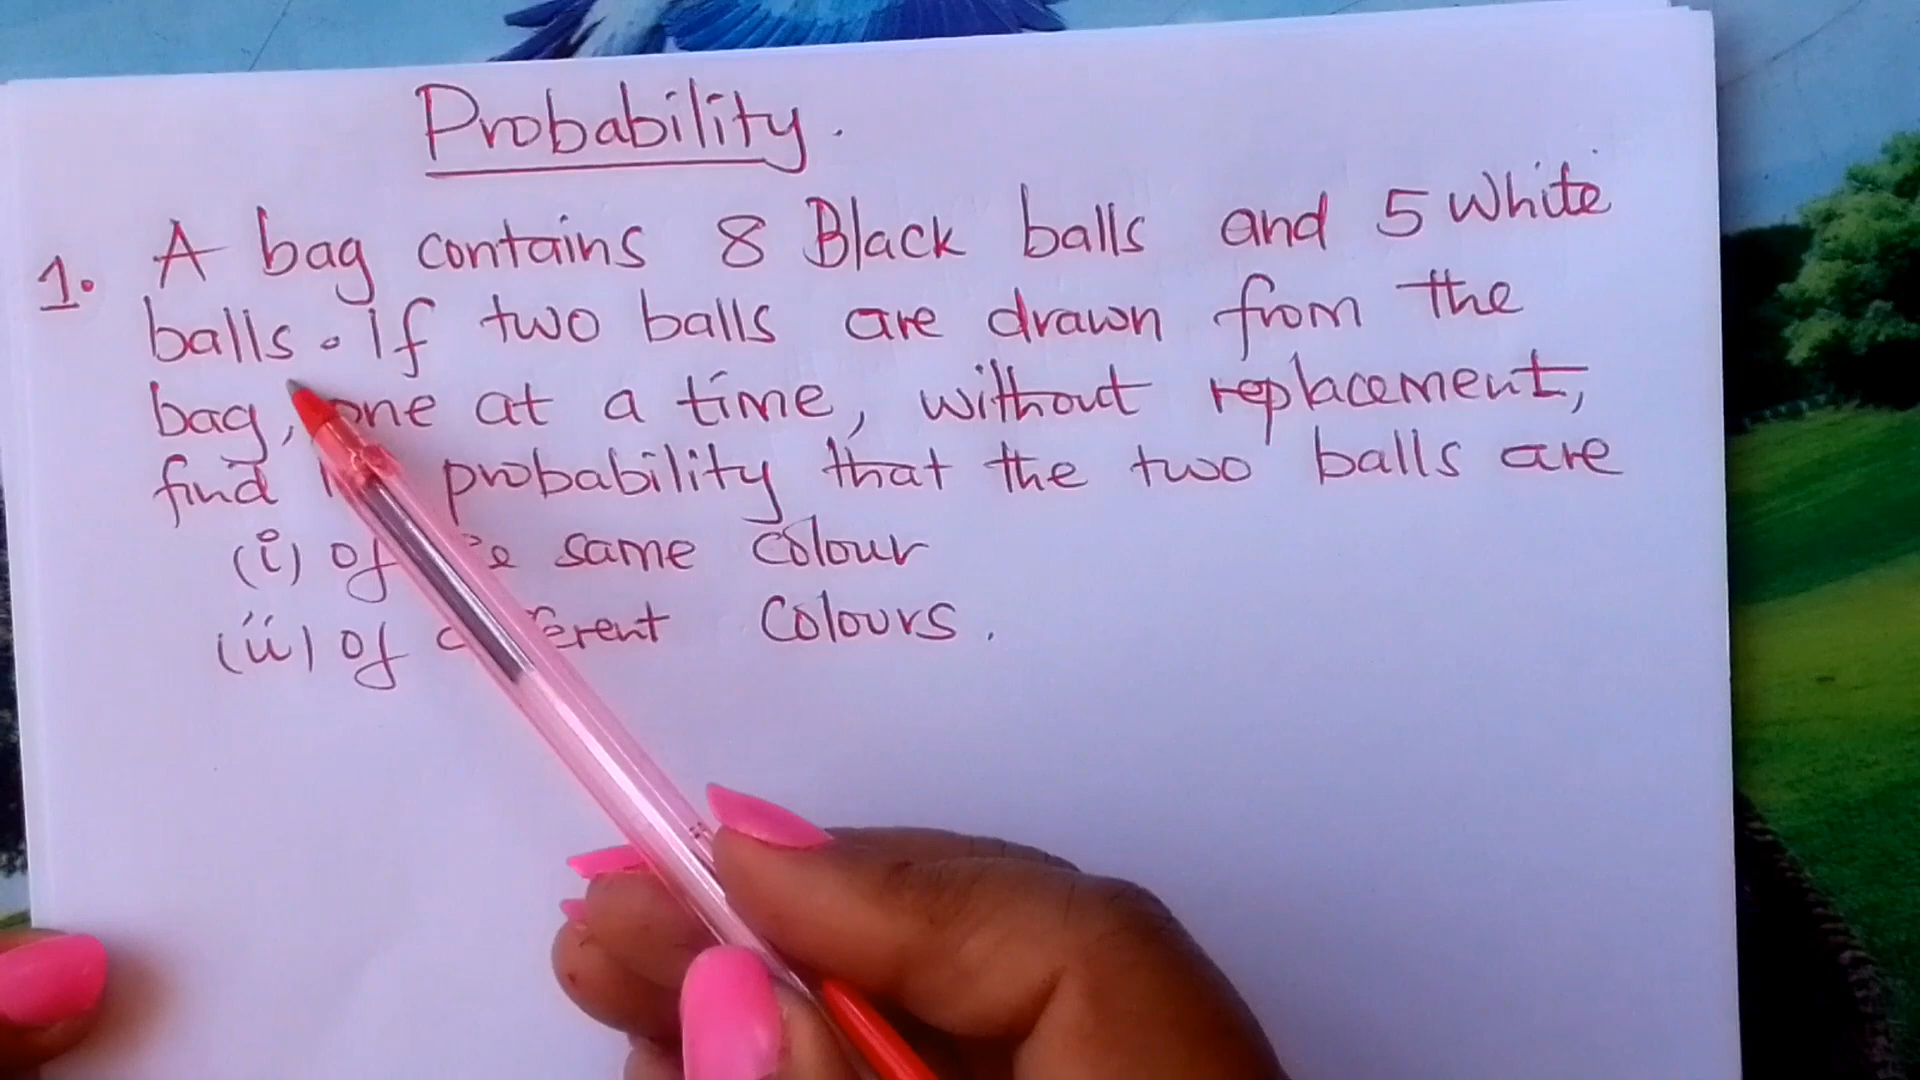 Probability.
1. A bag contains 8 Black balls and 5 White
balls. If two balls are drawn from the
bag, one at a time, without replacement,
find probability that the two balls are
(i) of same colour
(ii) of colours.